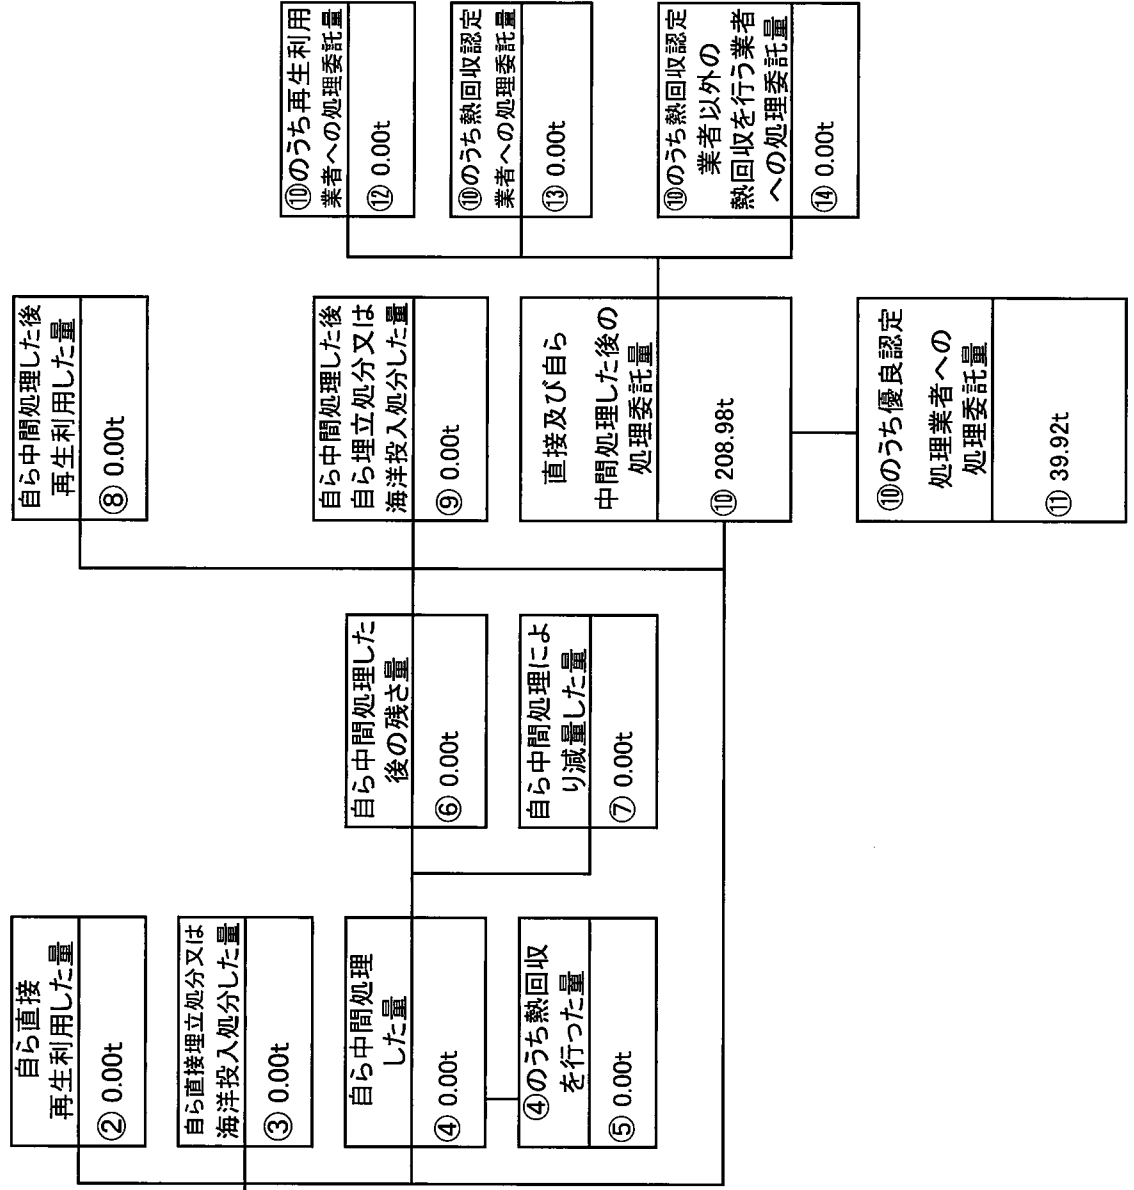 自ら直接
再生利用した量
② 0.00t
自ら直接埋立処分又は
海洋投入処分した量
③ 0.00t
自ら中間処理
した量
④ 0.00t
④のうち熱回収
を行った量
⑤ 0.00t
自ら中間処理した
後の残さ量
⑥ 0.00t
自ら中間処理によ
り減量した量
⑦ 0.00t
自ら中間処理した後
再生利用した量
⑧ 0.00t
自ら中間処理した後
自ら埋立処分又は
海洋投入処分した量
⑨ 0.00t
直接及び自ら
中間処理した後の
処理委託量
⑩ 208.98t
⑩のうち優良認定
処理業者への
処理委託量
⑪ 39.92t
⑩のうち再生利用
業者への処理委託量
⑫ 0.00t
⑩のうち熱回収認定
業者への処理委託量
⑬ 0.00t
⑩のうち熱回収認定
業者以外の
熱回収を行う業者
への処理委託量
⑭ 0.00t